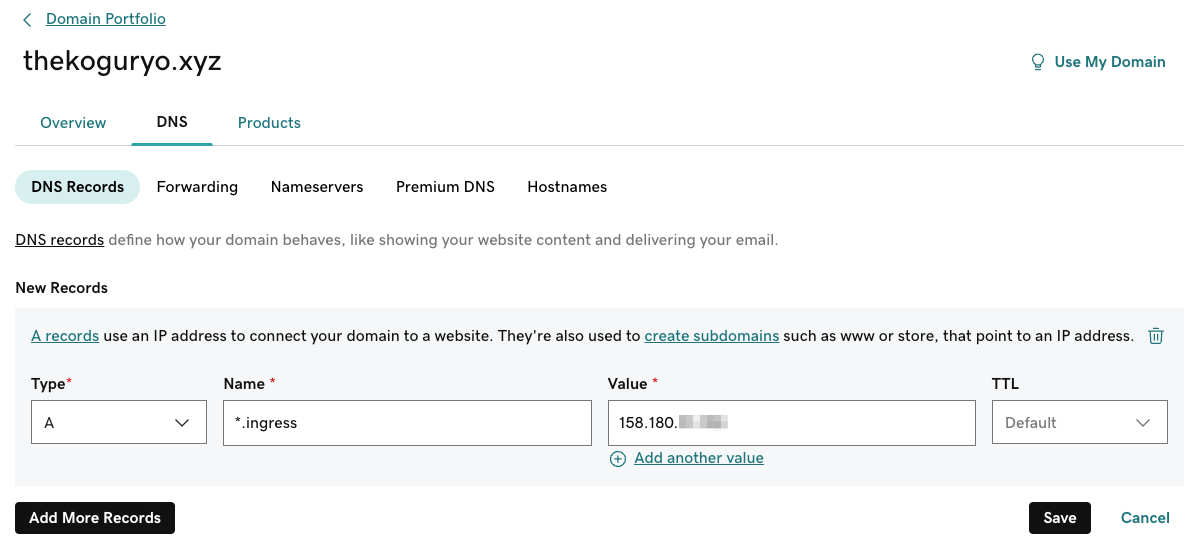 Domain Portfolio
thekoguryo.xyz
Use My Domain
Overview DNS Products
DNS Records Forwarding Nameservers Premium DNS Hostnames
DNS records define how your domain behaves, like showing your website content and delivering your email.
New Records
A records use an IP address to connect your domain to a website. They're also used to create subdomains such as www or store, that point to an IP address.
Type* Name * Value * TTL
A *.ingress 158.180. Default
Add another value
Add More Records Save Cancel